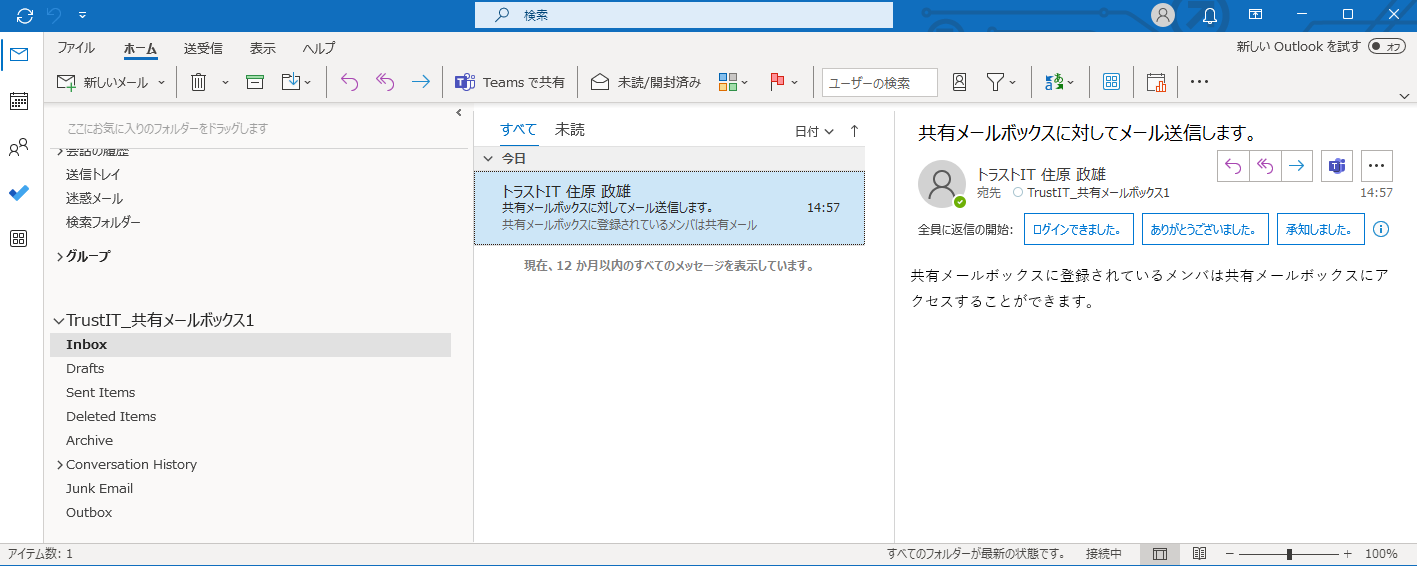 検索
ファイル ホーム 送受信 表示 ヘルプ
新しい Outlook を試す オフ
新しいメール
Teams で共有
未読/開封済み
ユーザーの検索
ここにお気に入りのフォルダーをドラッグします
会話の履歴
送信トレイ
迷惑メール
検索フォルダー
グループ
TrustIT_共有メールボックス1
Inbox
Drafts
Sent Items
Deleted Items
Archive
Conversation History
Junk Email
Outbox
すべて 未読
日付
今日
トラストIT 住原 政雄
共有メールボックスに対してメール送信します。 14:57
共有メールボックスに登録されているメンバは共有メール
現在、12 か月以内のすべてのメッセージを表示しています。
共有メールボックスに対してメール送信します。
トラストIT 住原 政雄
宛先 TrustIT_共有メールボックス1
14:57
全員に返信の開始: ログインできました。 ありがとうございました。 承知しました。
共有メールボックスに登録されているメンバは共有メールボックスにア
クセスすることができます。
アイテム数: 1
すべてのフォルダーが最新の状態です。 接続中 100%